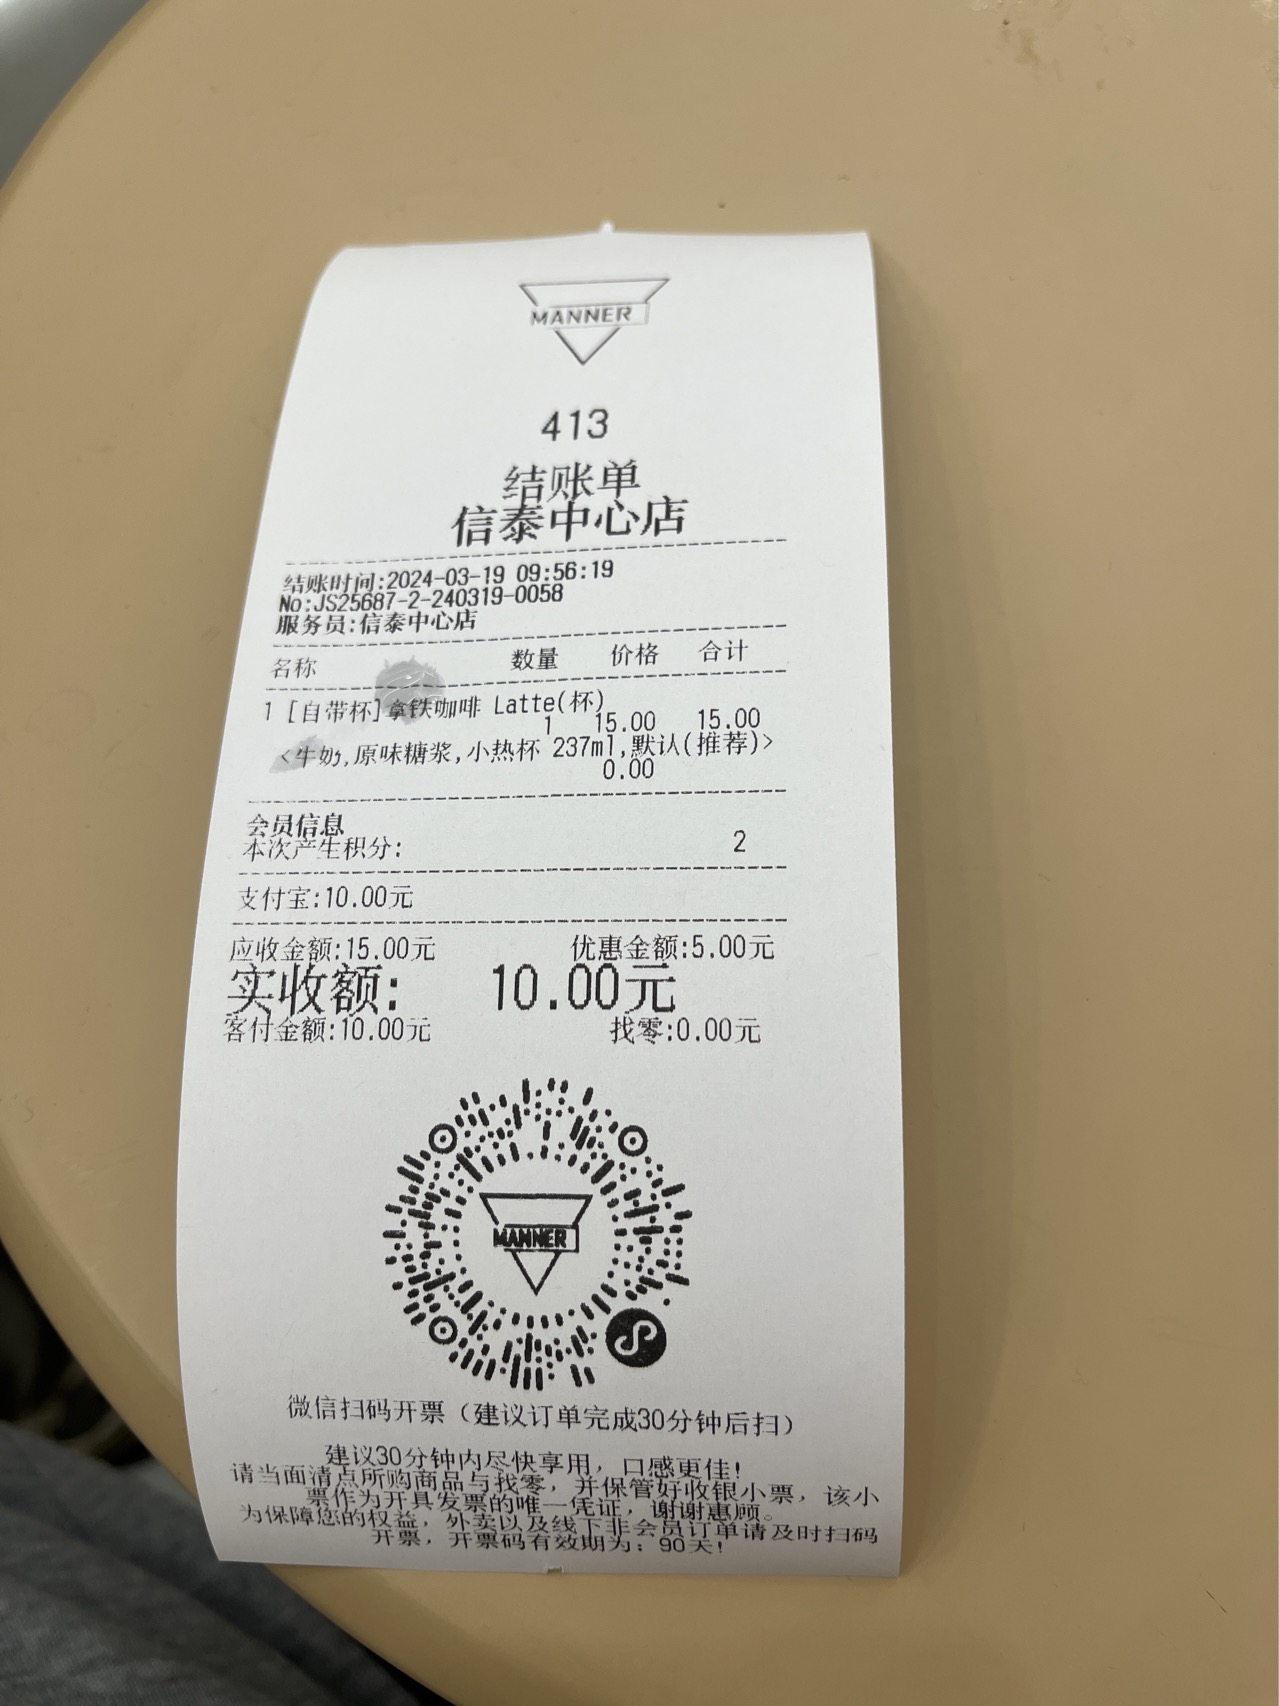 MANNER
413
结账单
信泰中心店
结账时间:2024-03-19 09:56:19
No:JS25687-2-240319-0058
服务员:信泰中心店
名称 数量 价格 合计
1 [自带杯]拿铁咖啡 Latte(杯)
1 15.00 15.00
<牛奶,原味糖浆,小热杯 237ml,默认(推荐)>
0.00
会员信息
本次产生积分: 2
支付宝:10.00元
应收金额:15.00元 优惠金额:5.00元
实收额: 10.00元
客付金额:10.00元 找零:0.00元
MANNER
微信扫码开票（建议订单完成30分钟后扫）
建议30分钟内尽快享用，口感更佳!
请当面清点所购商品与找零，并保管好收银小票，该小
票作为开具发票的唯一凭证，谢谢惠顾。
为保障您的权益，外卖以及线下非会员订单请及时扫码
开票，开票码有效期为：90天!